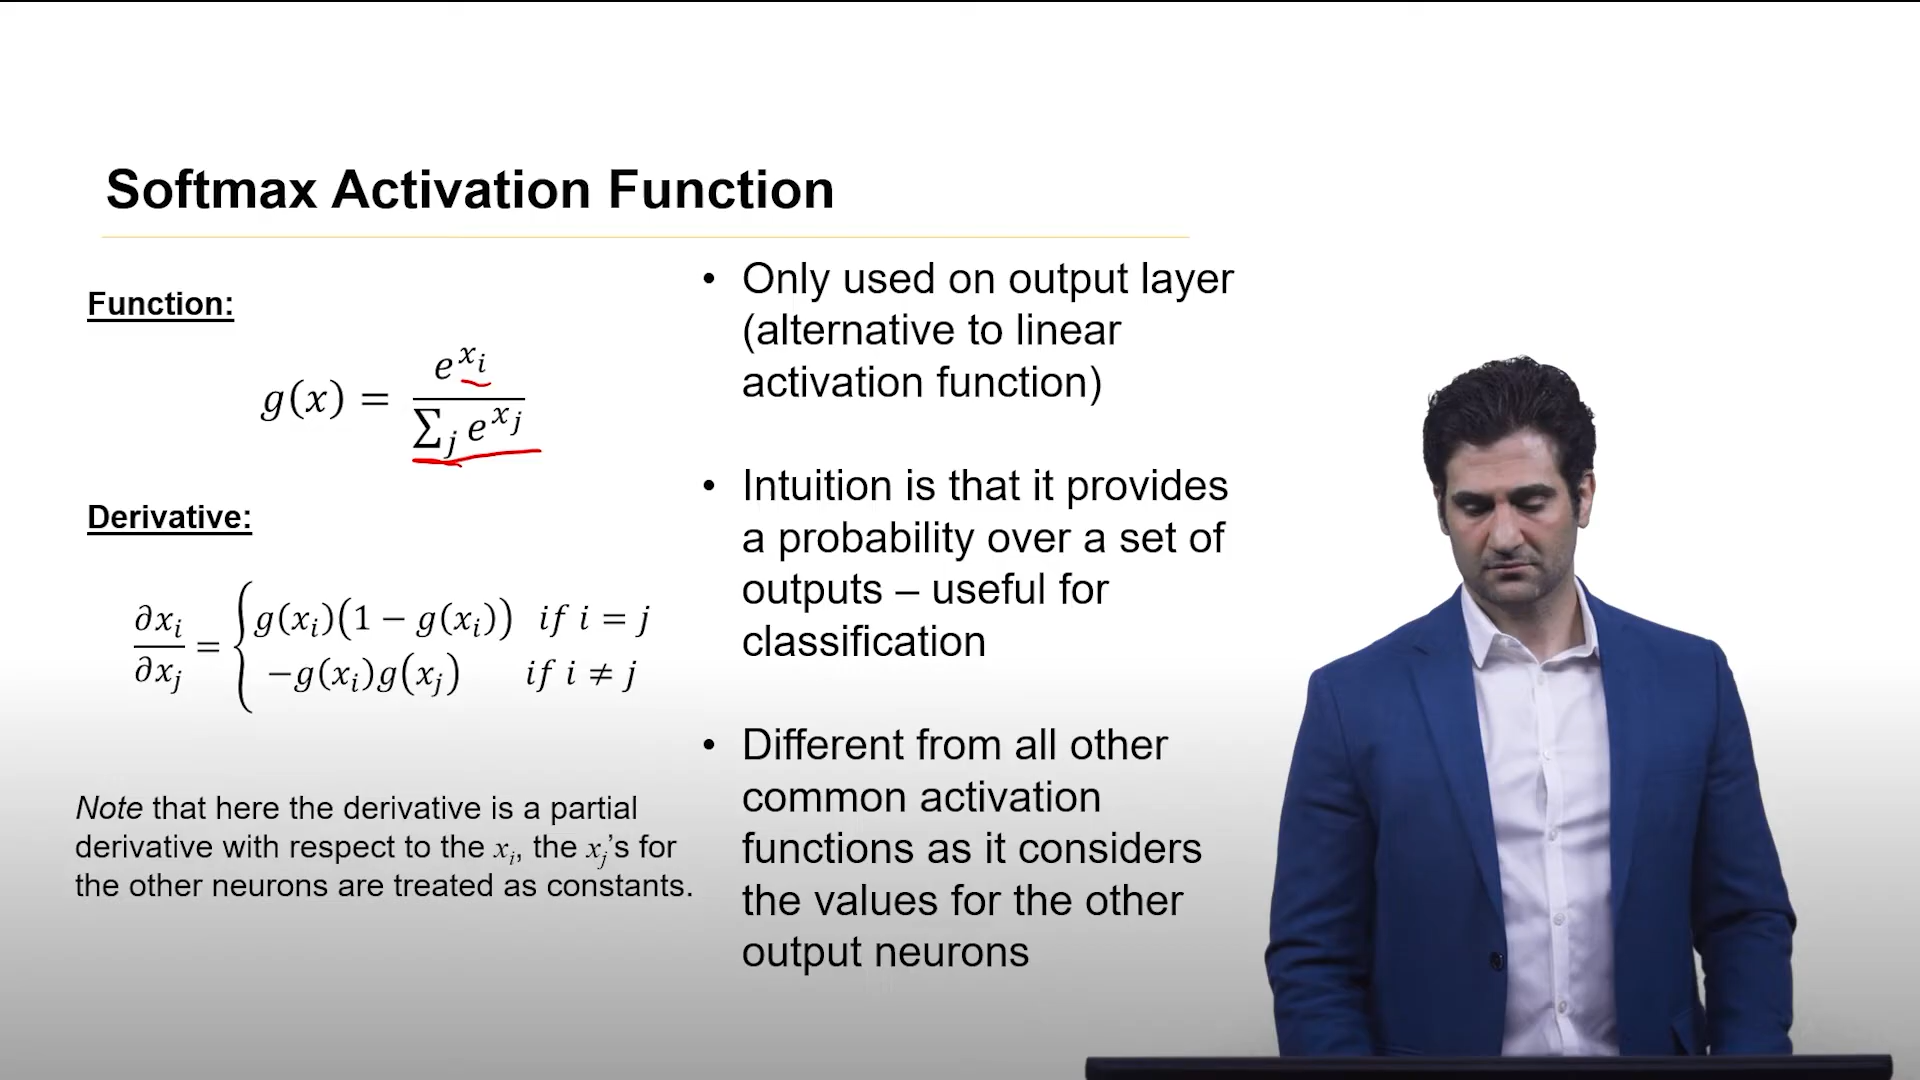 Softmax Activation Function
Function:
g(x) = e^{x_i} / ∑_j e^{x_j}
Derivative:
∂x_i/∂x_j = { g(x_i)(1 − g(x_i)) if i = j
−g(x_i)g(x_j) if i ≠ j
Note that here the derivative is a partial
derivative with respect to the x_i, the x_j's for
the other neurons are treated as constants.
• Only used on output layer
(alternative to linear
activation function)
• Intuition is that it provides
a probability over a set of
outputs – useful for
classification
• Different from all other
common activation
functions as it considers
the values for the other
output neurons